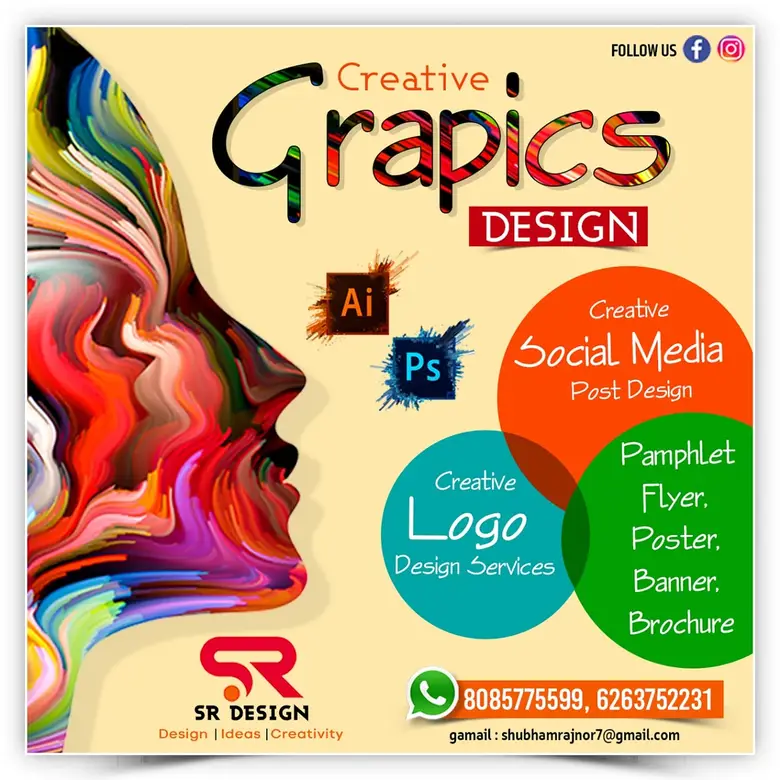 FOLLOW US
Creative
Grapics
DESIGN
Ai
Ps
Creative
Social Media
Post Design
Creative
Logo
Design Services
Pamphlet
Flyer,
Poster,
Banner,
Brochure
SR
SR DESIGN
Design | Ideas | Creativity
8085775599, 6263752231
gamail : shubhamrajnor7@gmail.com